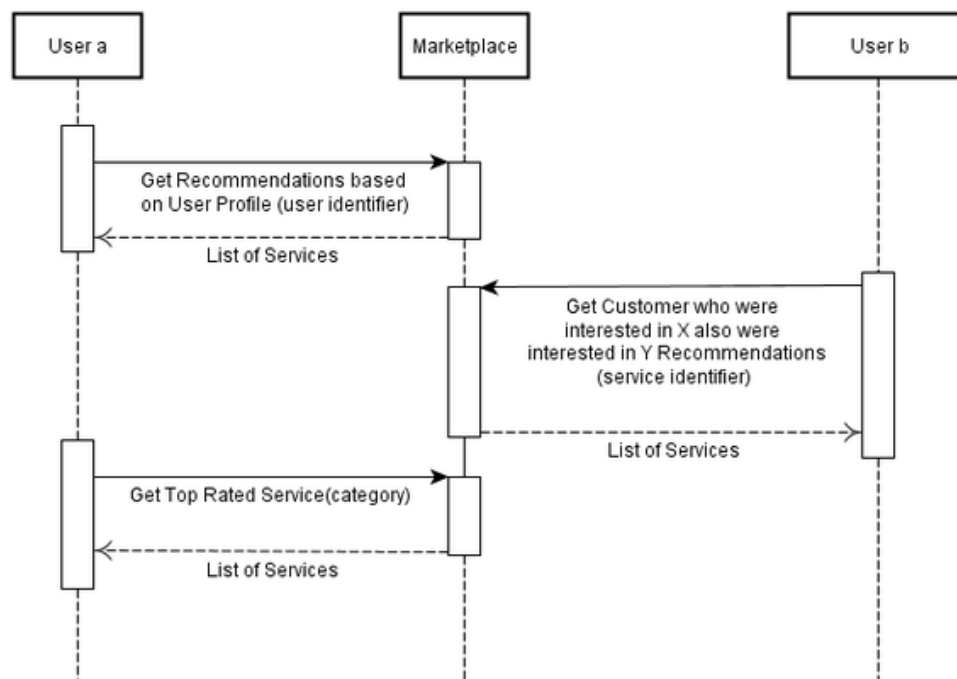 User a
Marketplace
User b
Get Recommendations based
on User Profile (user identifier)
List of Services
Get Customer who were
interested in X also were
interested in Y Recommendations
(service identifier)
List of Services
Get Top Rated Service(category)
List of Services